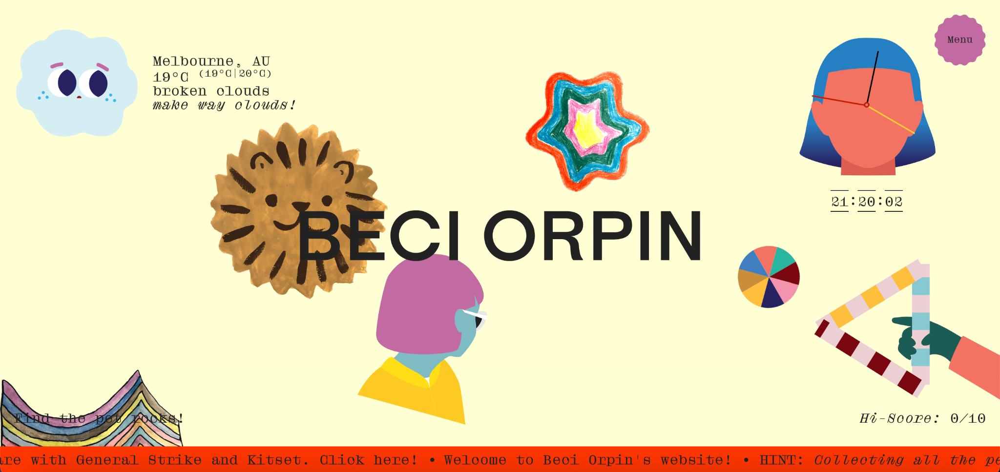 Menu
Melbourne, AU
19°C (19°C|20°C)
broken clouds
make way clouds!
21:20:02
BECI ORPIN
Find the pet rocks!
Hi-Score: 0/10
with General Strike and Kitset. Click here! • Welcome to Beci Orpin's website! • HINT: Collecting all the